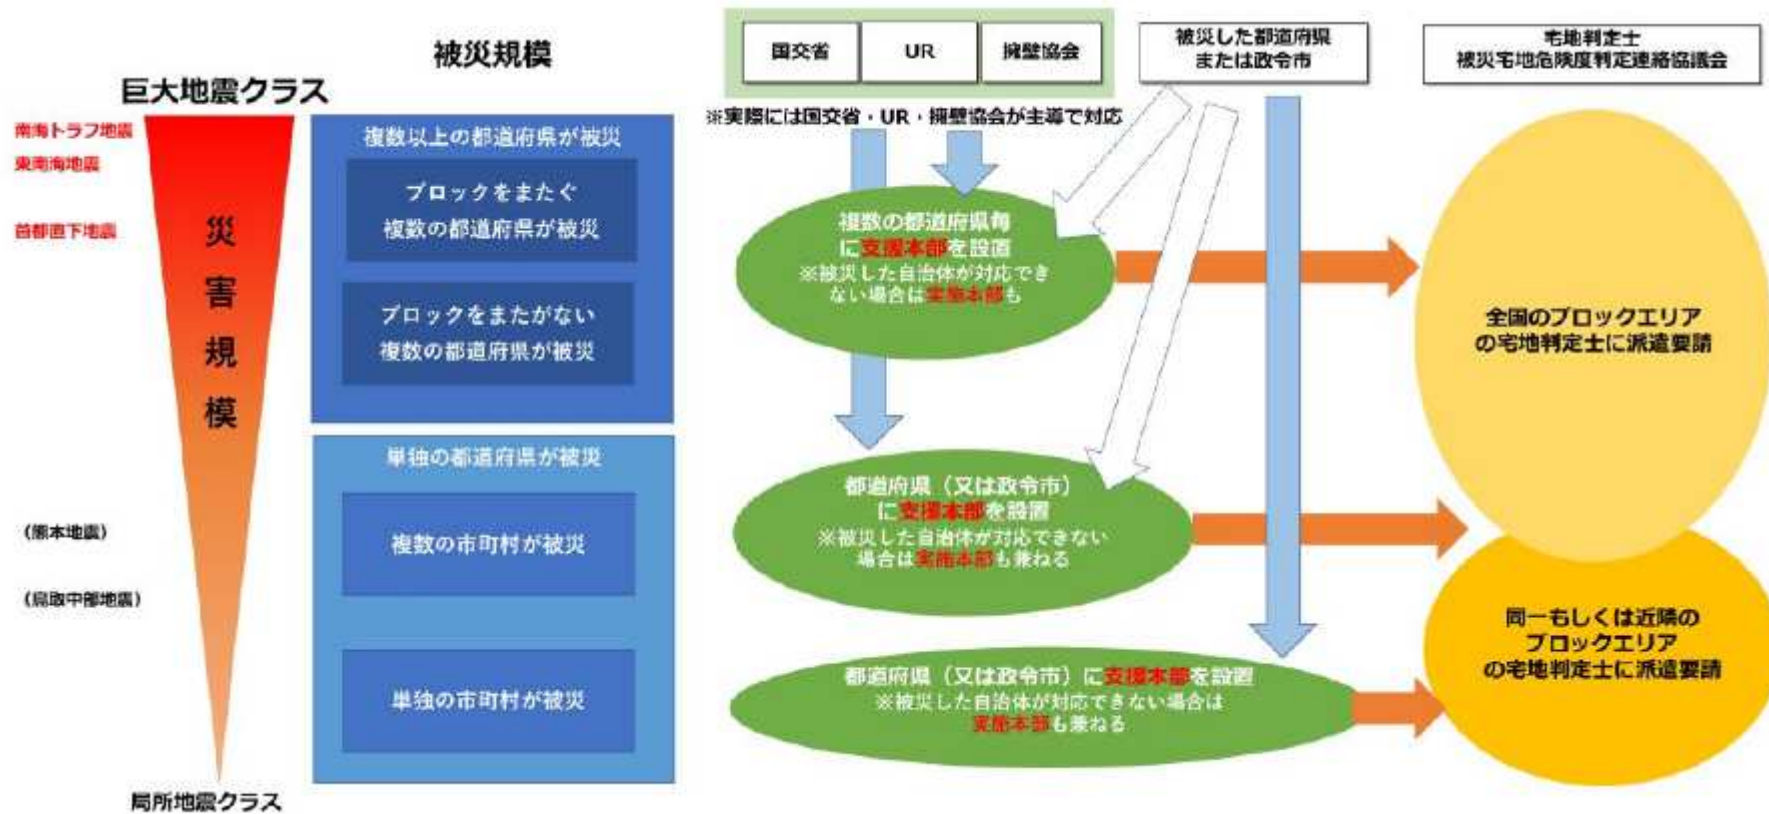 被災規模
巨大地震クラス
南海トラフ地震
東南海地震
首都直下地震
(熊本地震)
(鳥取中部地震)
災
害
規
模
局所地震クラス
複数以上の都道府県が被災
ブロックをまたぐ
複数の都道府県が被災
ブロックをまたがない
複数の都道府県が被災
単独の都道府県が被災
複数の市町村が被災
単独の市町村が被災
国交省
UR
擁壁協会
※実際には国交省・UR・擁壁協会が主導で対応
被災した都道府県
または政令市
宅地判定士
被災宅地危険度判定連絡協議会
複数の都道府県毎
に支援本部を設置
※被災した自治体が対応でき
ない場合は実施本部も
都道府県(又は政令市)
に支援本部を設置
※被災した自治体が対応できない
場合は実施本部も兼ねる
都道府県(又は政令市)に支援本部を設置
※被災した自治体が対応できない場合は
実施本部も兼ねる
全国のブロックエリア
の宅地判定士に派遣要請
同一もしくは近隣の
ブロックエリア
の宅地判定士に派遣要請